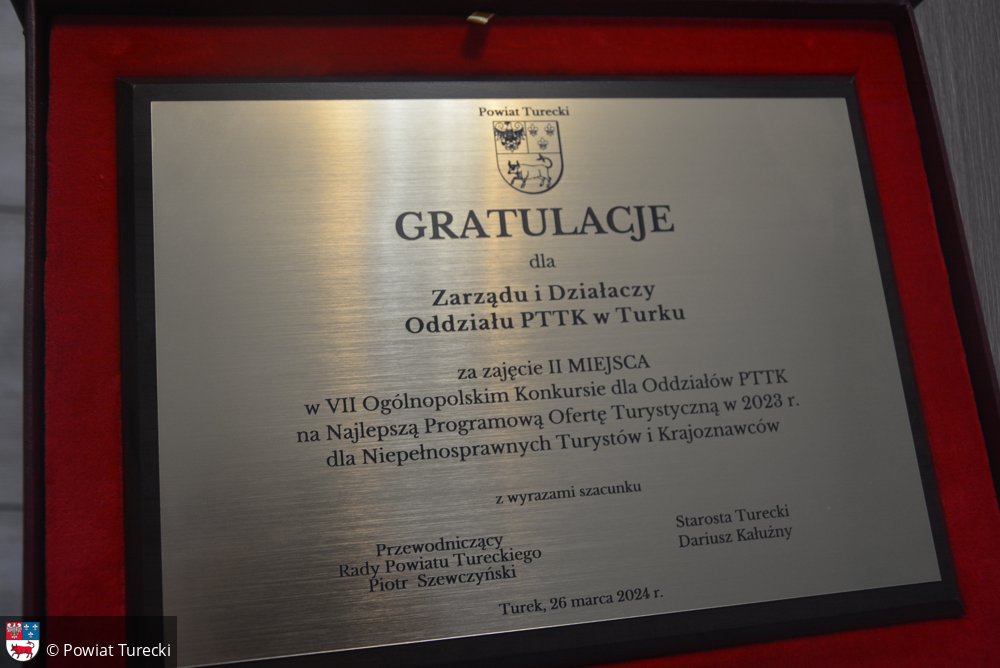 Powiat Turecki
GRATULACJE
dla
Zarządu i Działaczy
Oddziału PTTK w Turku
za zajęcie II MIEJSCA
w VII Ogólnopolskim Konkursie dla Oddziałów PTTK
na Najlepszą Programową Ofertę Turystyczną w 2023 r.
dla Niepełnosprawnych Turystów i Krajoznawców
z wyrazami szacunku
Przewodniczący
Rady Powiatu Tureckiego
Piotr Szewczyński
Starosta Turecki
Dariusz Kałużny
Turek, 26 marca 2024 r.
© Powiat Turecki